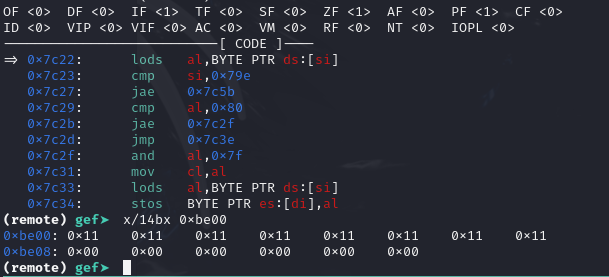 OF <0> DF <0> IF <1> TF <0> SF <0> ZF <1> AF <0> PF <1> CF <0>
ID <0> VIP <0> VIF <0> AC <0> VM <0> RF <0> NT <0> IOPL <0>
[ CODE ]
=> 0×7c22: lods al,BYTE PTR ds:[si]
0×7c23: cmp si,0×79e
0×7c27: jae 0×7c5b
0×7c29: cmp al,0×80
0×7c2b: jae 0×7c2f
0×7c2d: jmp 0×7c3e
0×7c2f: and al,0×7f
0×7c31: mov cl,al
0×7c33: lods al,BYTE PTR ds:[si]
0×7c34: stos BYTE PTR es:[di],al
(remote) gef➤ x/14bx 0×be00
0×be00: 0×11 0×11 0×11 0×11 0×11 0×11 0×11 0×11
0×be08: 0×00 0×00 0×00 0×00 0×00 0×00
(remote) gef➤